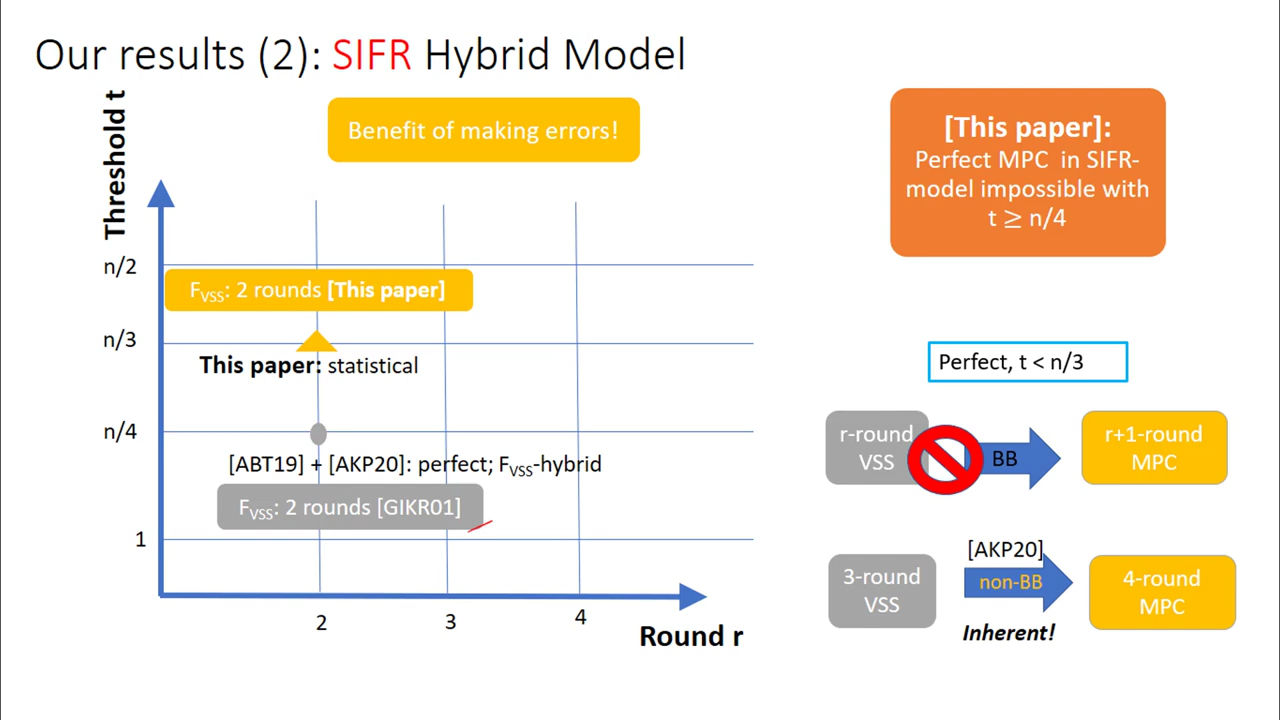 Our results (2): SIFR Hybrid Model
Threshold t
Benefit of making errors!
[This paper]:
Perfect MPC in SIFR-
model impossible with
t ≥ n/4
n/2
F_VSS: 2 rounds [This paper]
n/3
This paper: statistical
n/4
[ABT19] + [AKP20]: perfect; F_VSS-hybrid
F_VSS: 2 rounds [GIKR01]
1
2
3
4
Round r
Perfect, t < n/3
r-round
VSS
BB
r+1-round
MPC
[AKP20]
3-round
VSS
non-BB
4-round
MPC
Inherent!